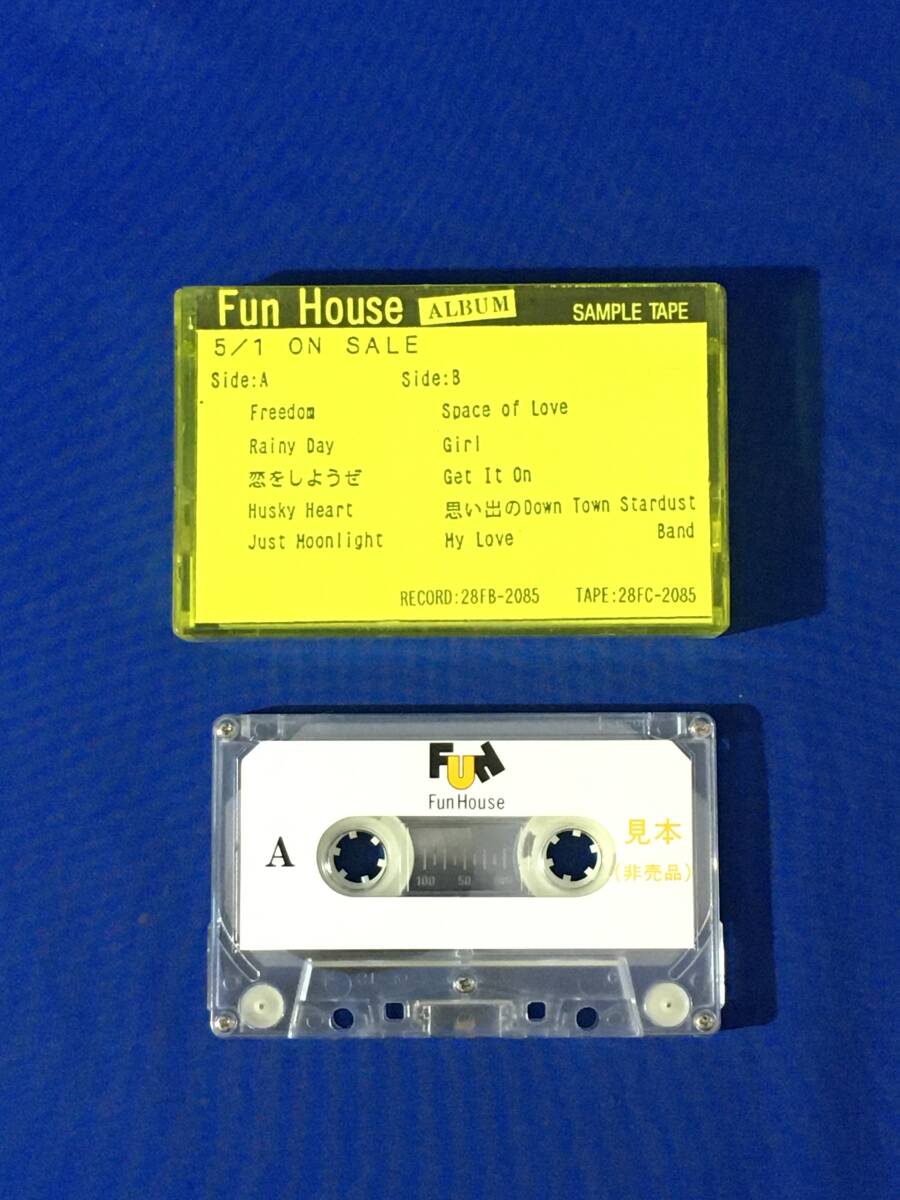 Fun House ALBUM SAMPLE TAPE
5/1 ON SALE
Side:A Side:B
Freedom Space of Love
Rainy Day Girl
恋をしようぜ Get It On
Husky Heart 思い出のDown Town Stardust
Band
Just Moonlight My Love
RECORD:28FB-2085 TAPE:28FC-2085
FUN
Fun House
A
見本
(非売品)
100 50